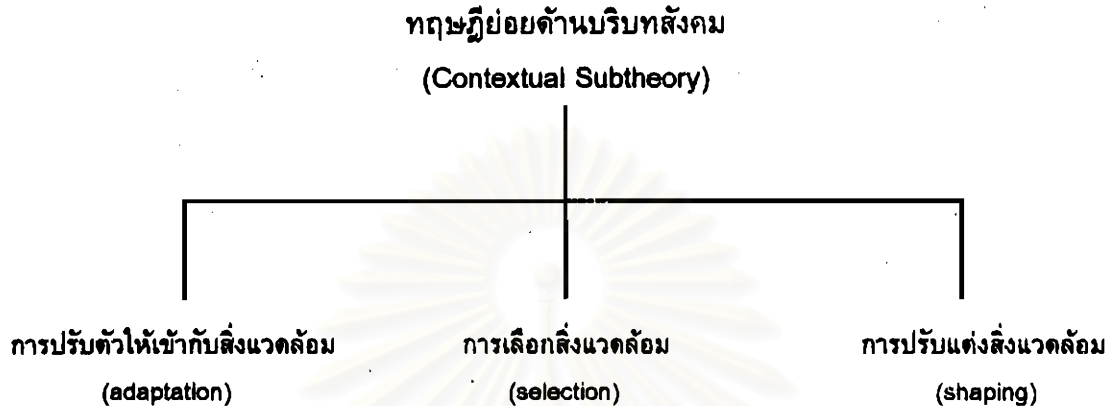 ทฤษฎีย่อยด้านบริบทสังคม
(Contextual Subtheory)
การปรับตัวให้เข้ากับสิ่งแวดล้อม การเลือกสิ่งแวดล้อม การปรับแต่งสิ่งแวดล้อม
(adaptation) (selection) (shaping)